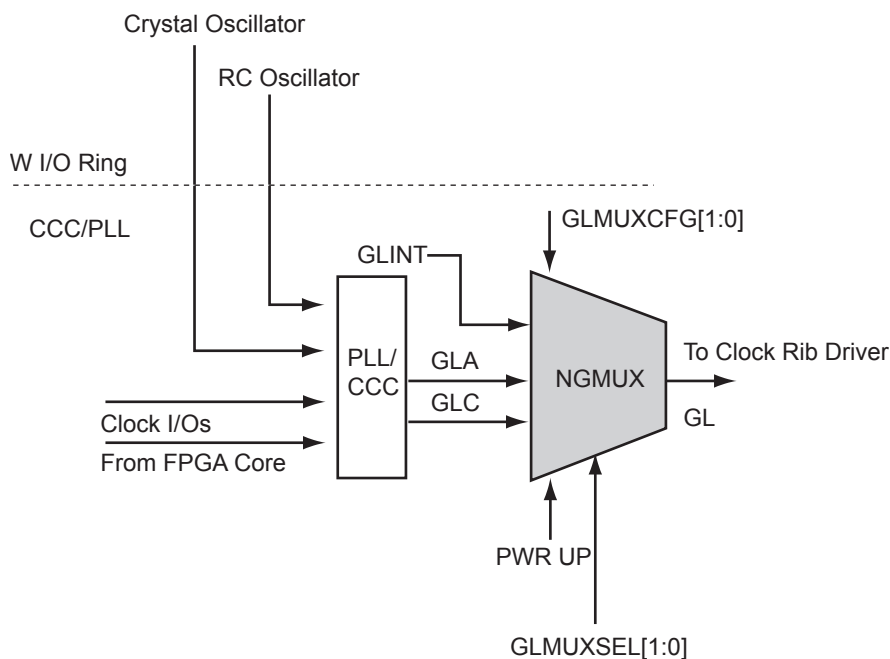 Crystal Oscillator
RC Oscillator
W I/O Ring
CCC/PLL
GLMUXCFG[1:0]
GLINT
PLL/
CCC
GLA
GLC
NGMUX
To Clock Rib Driver
GL
Clock I/Os
From FPGA Core
PWR UP
GLMUXSEL[1:0]